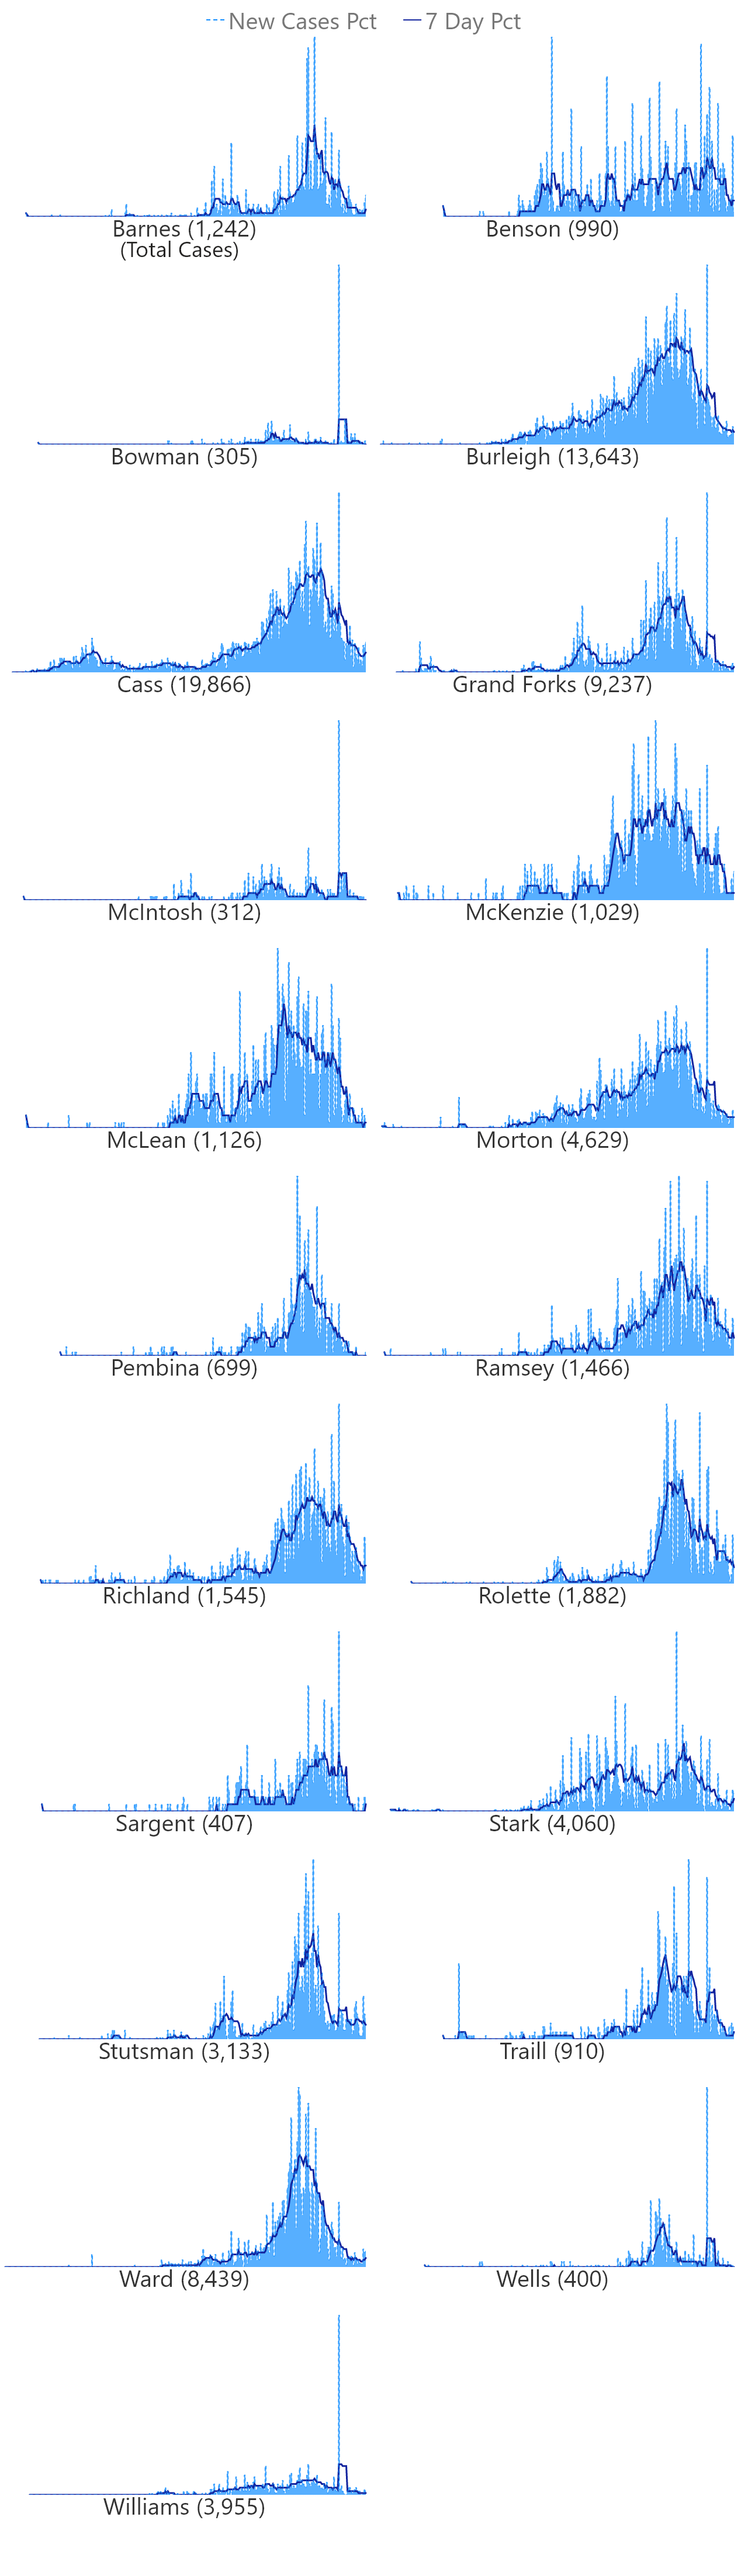 New Cases Pct 7 Day Pct
Barnes (1,242)
(Total Cases)
Benson (990)
Bowman (305)
Burleigh (13,643)
Cass (19,866)
Grand Forks (9,237)
McIntosh (312)
McKenzie (1,029)
McLean (1,126)
Morton (4,629)
Pembina (699)
Ramsey (1,466)
Richland (1,545)
Rolette (1,882)
Sargent (407)
Stark (4,060)
Stutsman (3,133)
Traill (910)
Ward (8,439)
Wells (400)
Williams (3,955)